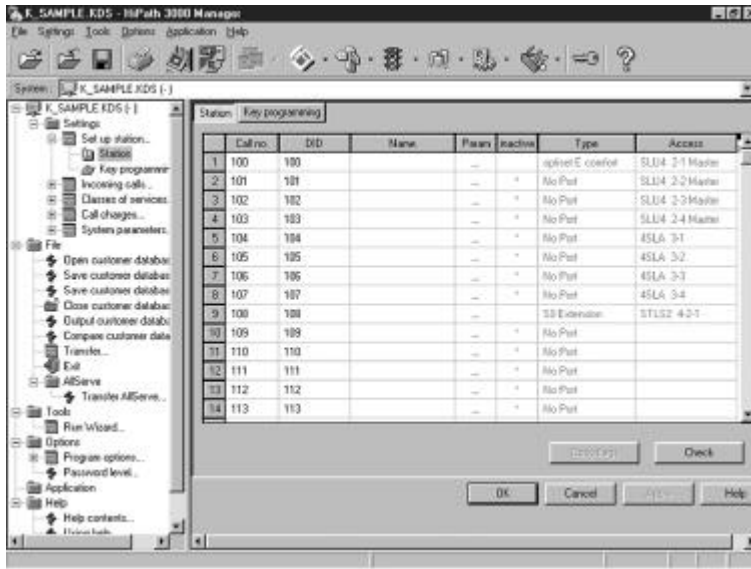 K_SAMPLE.KDS - HiPath 3000 Manager
File Settings Tools Options Application Help
System: K_SAMPLE.KDS (-)
K_SAMPLE.KDS (-)
Settings
Set up station...
Station
Key programmin
Incoming calls...
Classes of services.
Call charges...
System parameters.
File
Open customer databas
Save customer databas
Save customer databas
Close customer databas
Output customer databa
Compare customer data
Transfer...
Exit
AllServe
Transfer AllServe...
Tools
Run Wizard...
Options
Program options...
Password level...
Application
Help
Help contents...
Using help
Station Key programming
Call no. DID Name Param inactive Type Access
1 100 100 ... optiset E comfort SLU4 2-1 Master
2 101 101 ... * No Port SLU4 2-2 Master
3 102 102 ... * No Port SLU4 2-3 Master
4 103 103 ... * No Port SLU4 2-4 Master
5 104 104 ... * No Port 4SLA 3-1
6 105 105 ... * No Port 4SLA 3-2
7 106 106 ... * No Port 4SLA 3-3
8 107 107 ... * No Port 4SLA 3-4
9 108 108 ... S0 Extension STLS2 4-2-1
10 109 109 ... * No Port
11 110 110 ... * No Port
12 111 111 ... * No Port
13 112 112 ... * No Port
14 113 113 ... * No Port
Check
OK Cancel Help